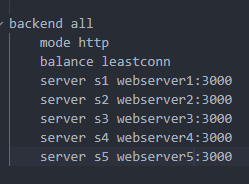 backend all
mode http
balance leastconn
server s1 webserver1:3000
server s2 webserver2:3000
server s3 webserver3:3000
server s4 webserver4:3000
server s5 webserver5:3000